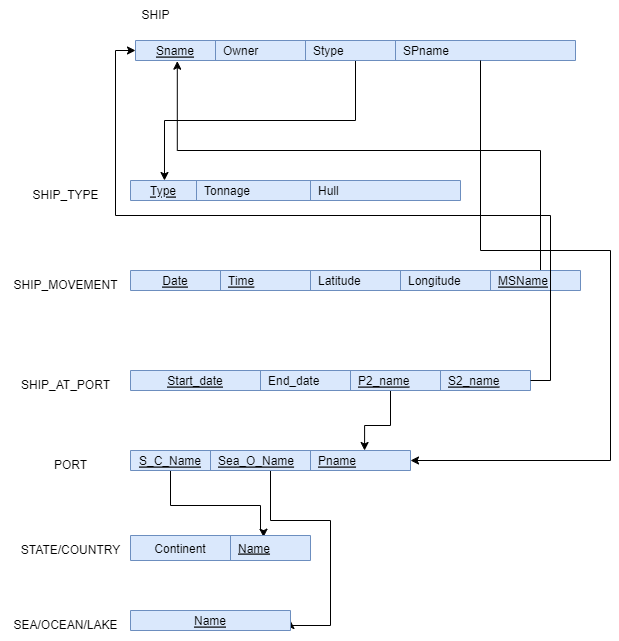 SHIP
Sname Owner Stype SPname
SHIP_TYPE Type Tonnage Hull
SHIP_MOVEMENT Date Time Latitude Longitude MSName
SHIP_AT_PORT Start_date End_date P2_name S2_name
PORT S_C_Name Sea_O_Name Pname
STATE/COUNTRY Continent Name
SEA/OCEAN/LAKE Name